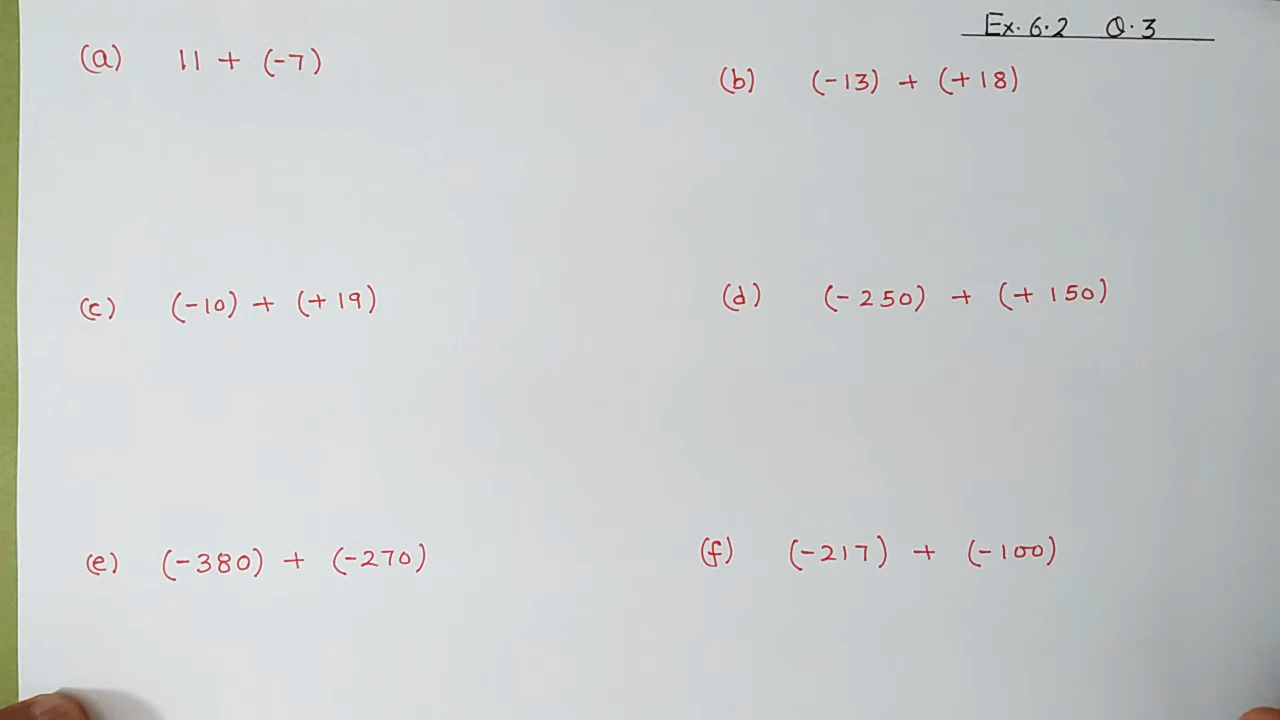 Ex. 6.2 Q.3
(a) 11 + (-7)
(b) (-13) + (+18)
(c) (-10) + (+19)
(d) (-250) + (+150)
(e) (-380) + (-270)
(f) (-217) + (-100)